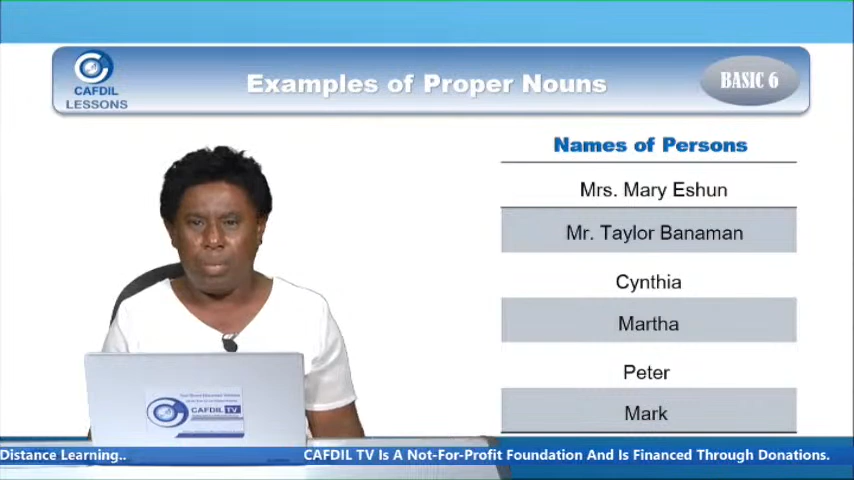 CAFDIL
LESSONS
Examples of Proper Nouns
BASIC 6
Names of Persons
Mrs. Mary Eshun
Mr. Taylor Banaman
Cynthia
Martha
Peter
Mark
CAFDIL TV
Distance Learning..
CAFDIL TV Is A Not-For-Profit Foundation And Is Financed Through Donations.